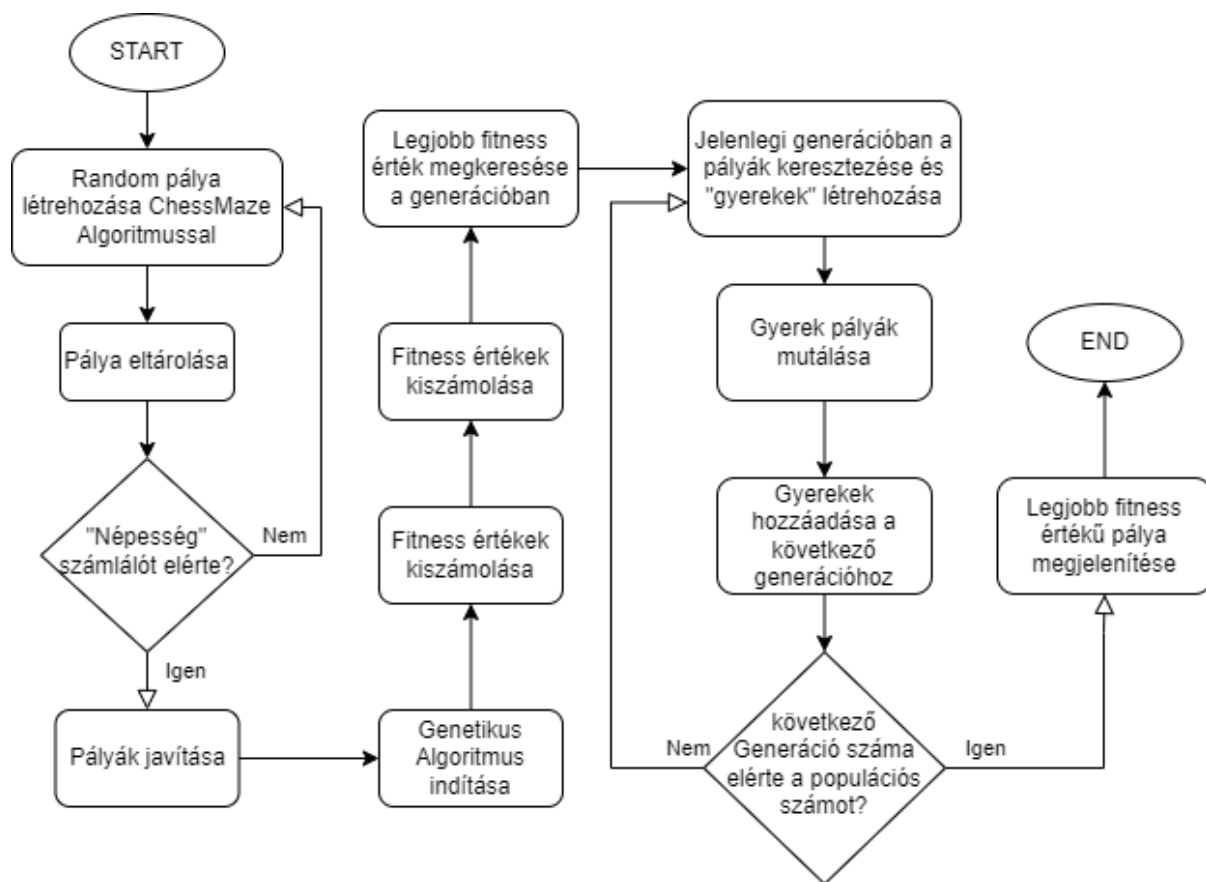 START
Random pálya
létrehozása ChessMaze
Algoritmussal
Pálya eltárolása
"Népesség"
számlálót elérte?
Nem
Igen
Pályák javítása
Genetikus
Algoritmus
indítása
Fitness értékek
kiszámolása
Fitness értékek
kiszámolása
Legjobb fitness
érték megkeresése
a generációban
Jelenlegi generációban a
pályák keresztezése és
"gyerekek" létrehozása
Gyerek pályák
mutálása
Gyerekek
hozzáadása a
következő
generációhoz
következő
Generáció száma
elérte a populációs
számot?
Nem
Igen
Legjobb fitness
értékű pálya
megjelenítése
END